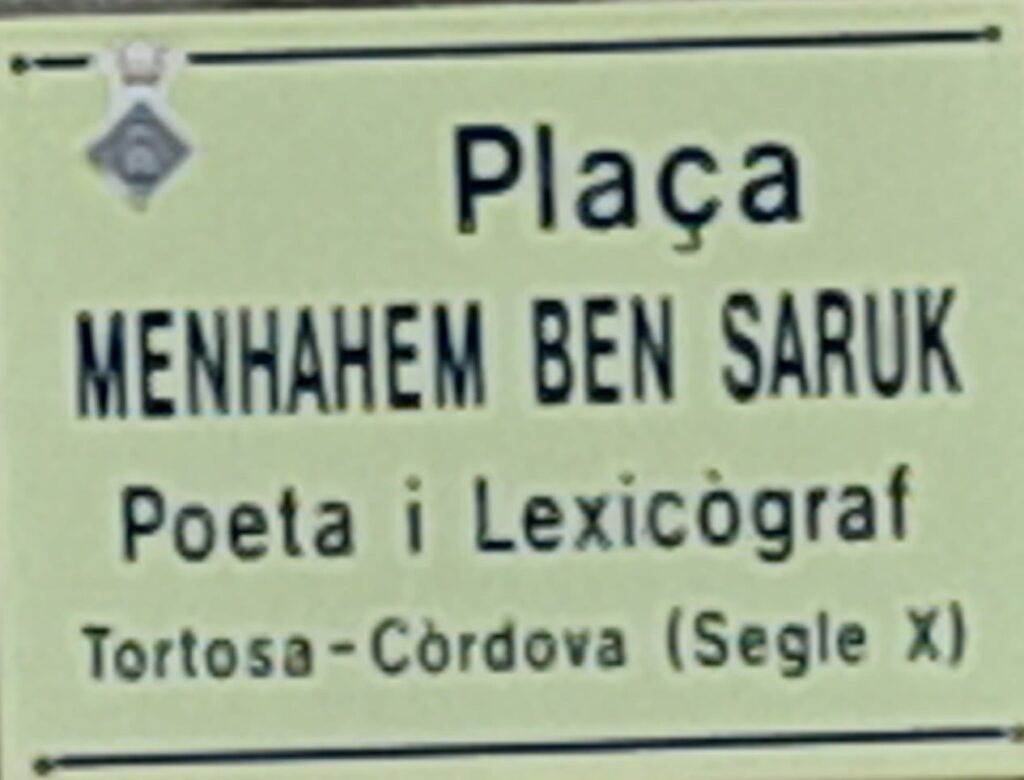 Plaça
MENHAHEM BEN SARUK
Poeta i Lexicògraf
Tortosa-Còrdova (Segle X)